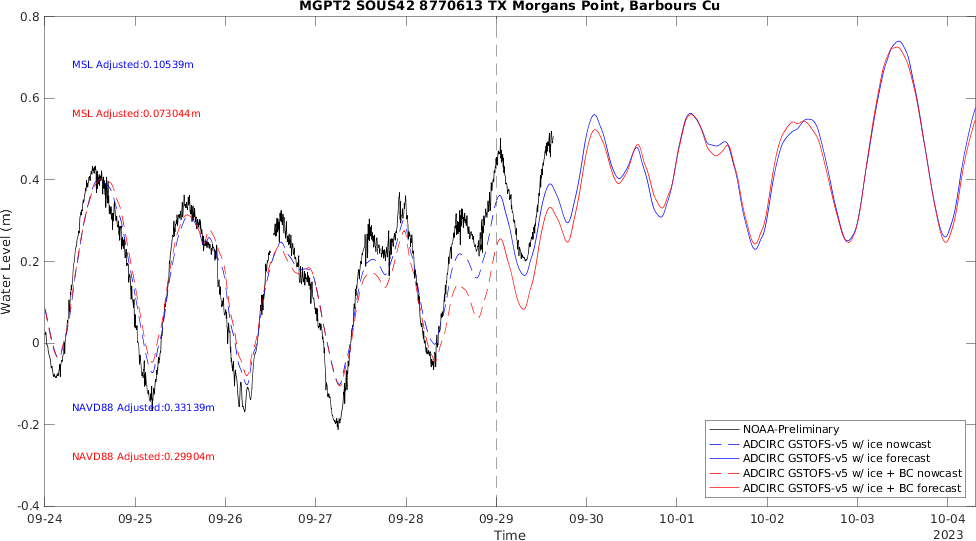 MGPT2 SOUS42 8770613 TX Morgans Point, Barbours Cu
0.8
0.6
0.4
0.2
0
-0.2
-0.4
Water Level (m)
MSL Adjusted:0.10539m
MSL Adjusted:0.073044m
NAVD88 Adjusted:0.33139m
NAVD88 Adjusted:0.29904m
NOAA-Preliminary
ADCIRC GSTOFS-v5 w/ ice nowcast
ADCIRC GSTOFS-v5 w/ ice forecast
ADCIRC GSTOFS-v5 w/ ice + BC nowcast
ADCIRC GSTOFS-v5 w/ ice + BC forecast
09-24 09-25 09-26 09-27 09-28 09-29 09-30 10-01 10-02 10-03 10-04
Time
2023